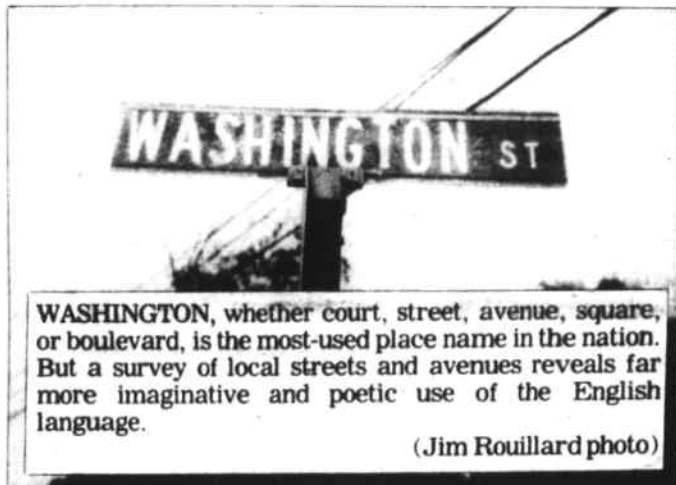 WASHINGTON ST
WASHINGTON, whether court, street, avenue, square,
or boulevard, is the most-used place name in the nation.
But a survey of local streets and avenues reveals far
more imaginative and poetic use of the English
language.
(Jim Rouillard photo)